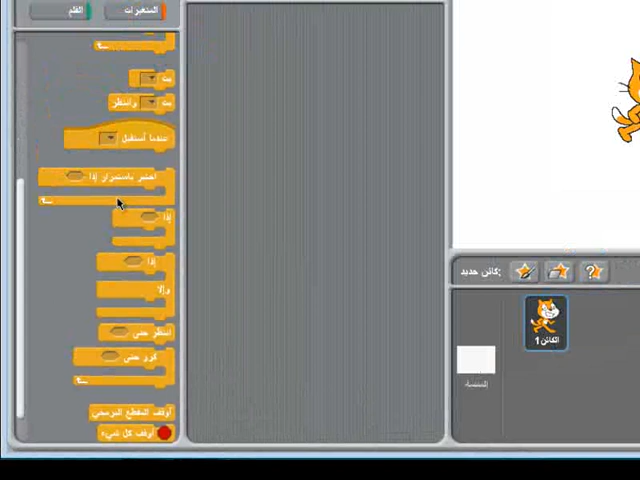 المتغيرات
القلم
بث
بث وانتظر
عندما أستقبل
اختبر باستمرار إذا
إذا
إذا
وإلا
انتظر حتى
كرر حتى
أوقف المقطع البرمجي
أوقف كل شيء
كائن جديد:
الكائن1
المنصة